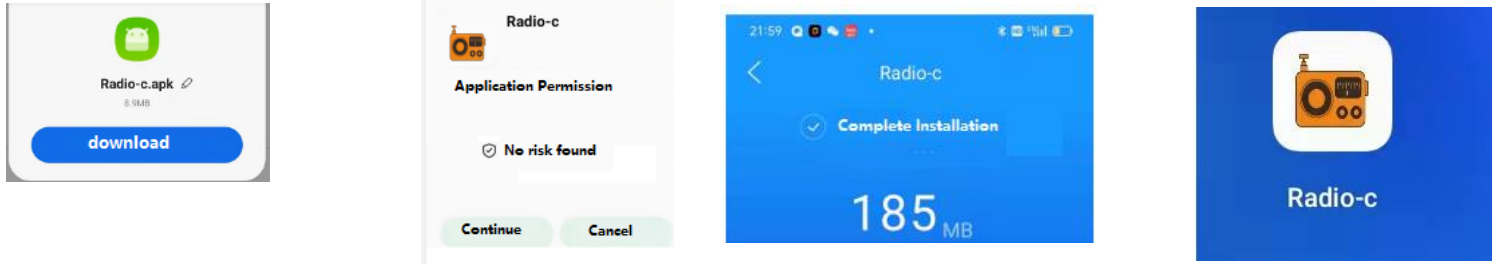 Radio-c.apk
8.9MB
download
Radio-c
Application Permission
No risk found
Continue
Cancel
21:59
Radio-c
Complete Installation
185 MB
Radio-c